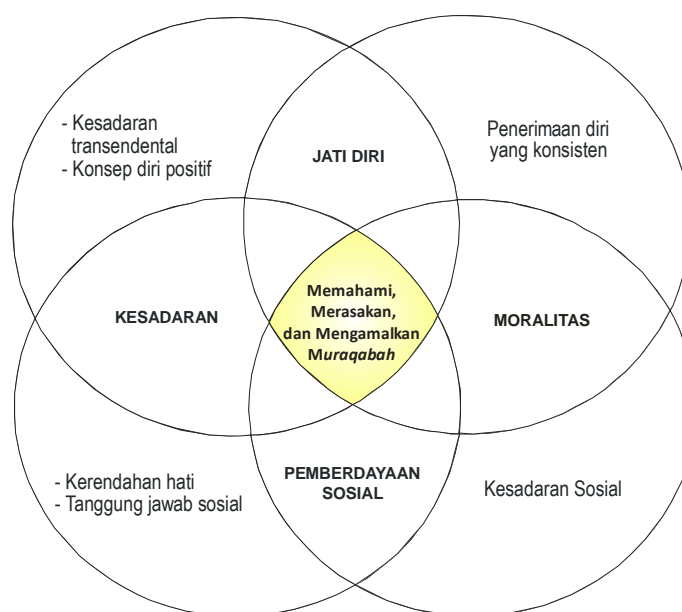 - Kesadaran
transendental
- Konsep diri positif
JATI DIRI
Penerimaan diri
yang konsisten
KESADARAN
Memahami,
Merasakan,
dan Mengamalkan
Muraqabah
MORALITAS
- Kerendahan hati
- Tanggung jawab sosial
PEMBERDAYAAN
SOSIAL
Kesadaran Sosial